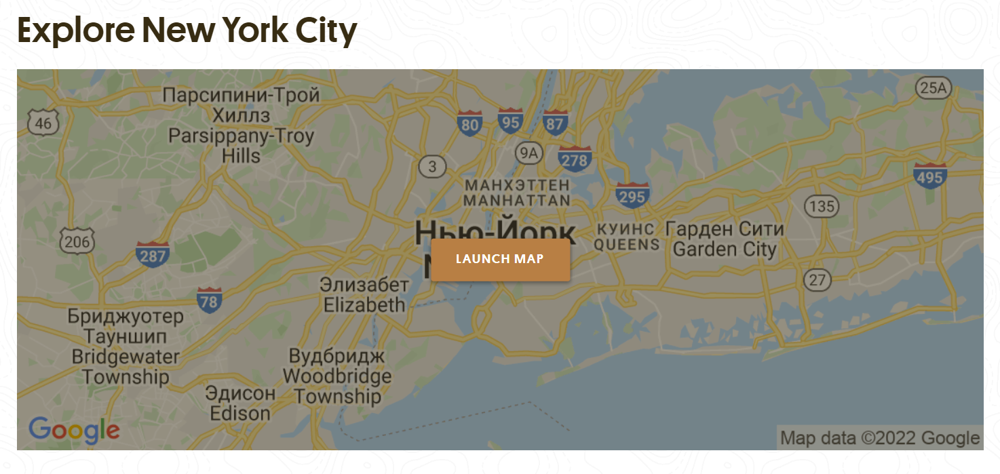 Explore New York City
25A
Парсипини-Трой
Хиллз
Parsippany-Troy
Hills
46
80
95
87
9A
278
3
495
МАНХЭТТЕН
MANHATTAN
295
135
206
287
Нью-Йорк
КУИНС
QUEENS
Гарден Сити
Garden City
LAUNCH MAP
27
Элизабет
Elizabeth
78
Бриджуотер
Тауншип
Bridgewater
Township
Вудбридж
Woodbridge
Township
Эдисон
Edison
Google
Map data ©2022 Google